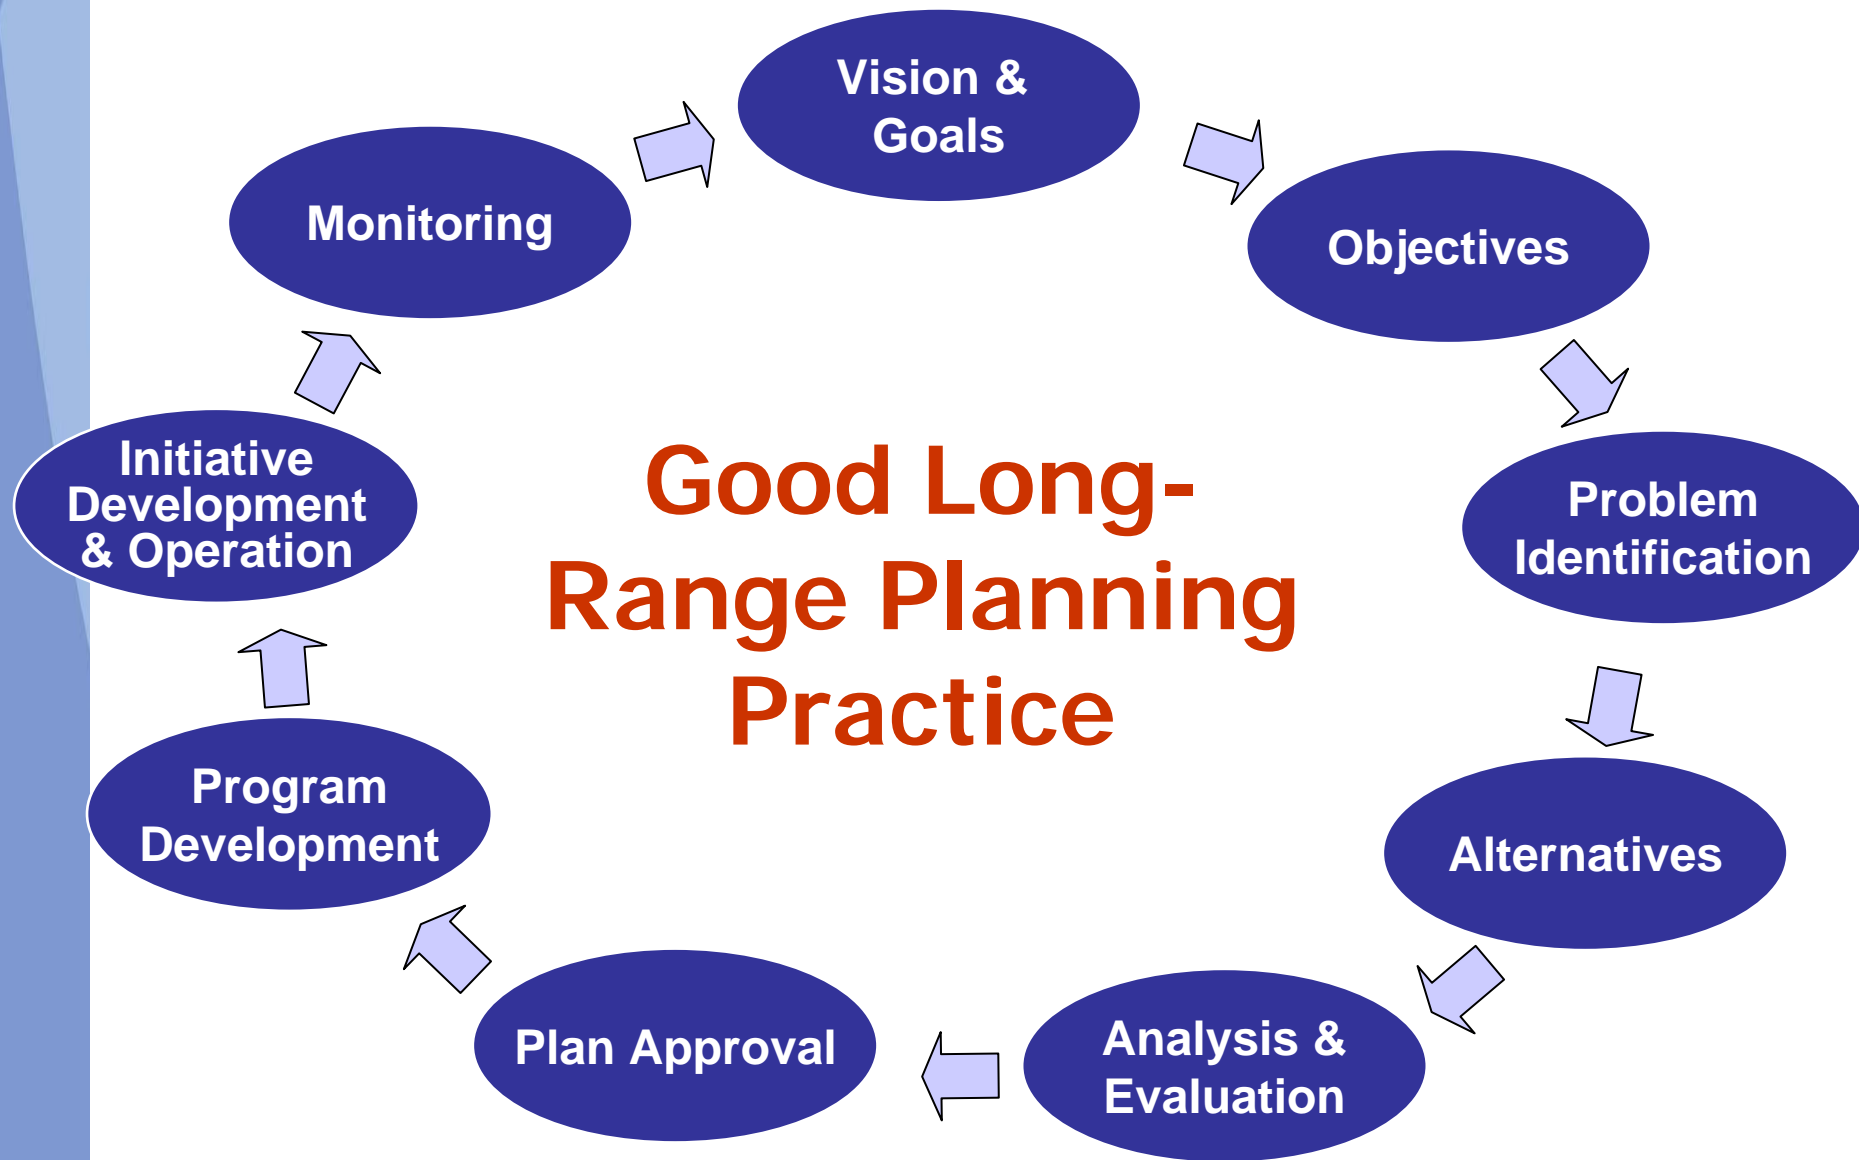 Vision &
Goals
Objectives
Problem
Identification
Alternatives
Analysis &
Evaluation
Plan Approval
Program
Development
Initiative
Development
& Operation
Monitoring
Good Long-
Range Planning
Practice